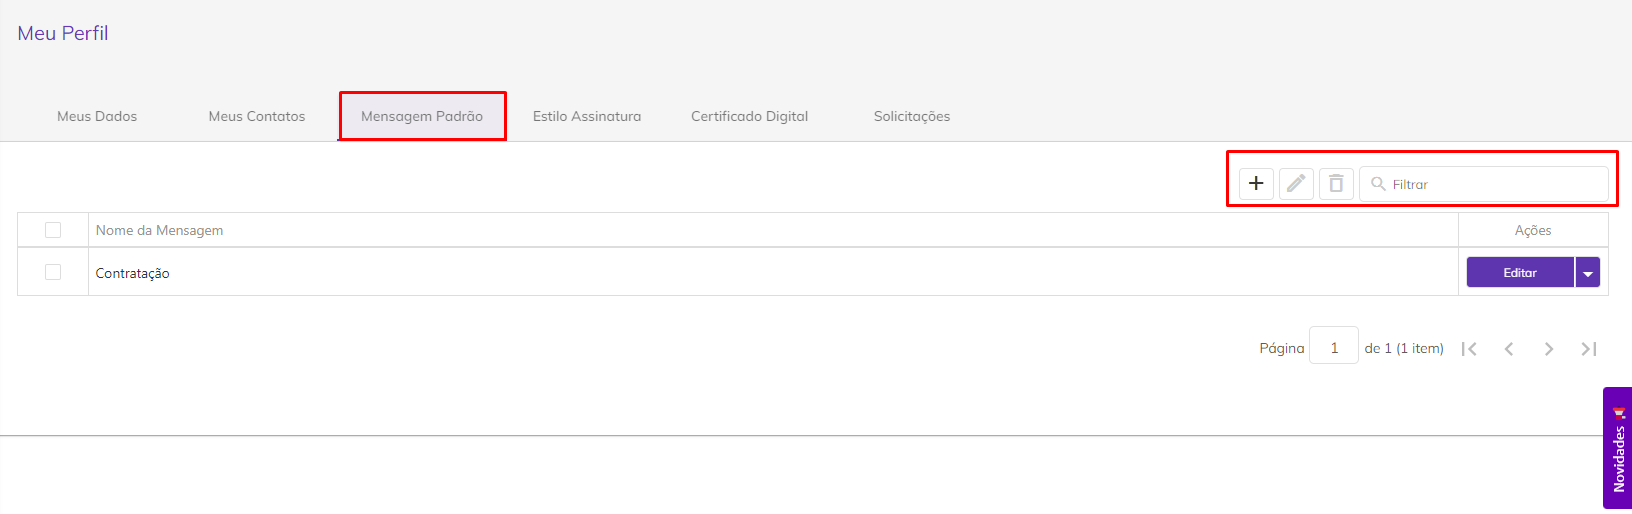 Meu Perfil
Meus Dados Meus Contatos Mensagem Padrão Estilo Assinatura Certificado Digital Solicitações
Filtrar
Nome da Mensagem Ações
Contratação Editar
Página 1 de 1 (1 item)
Novidades